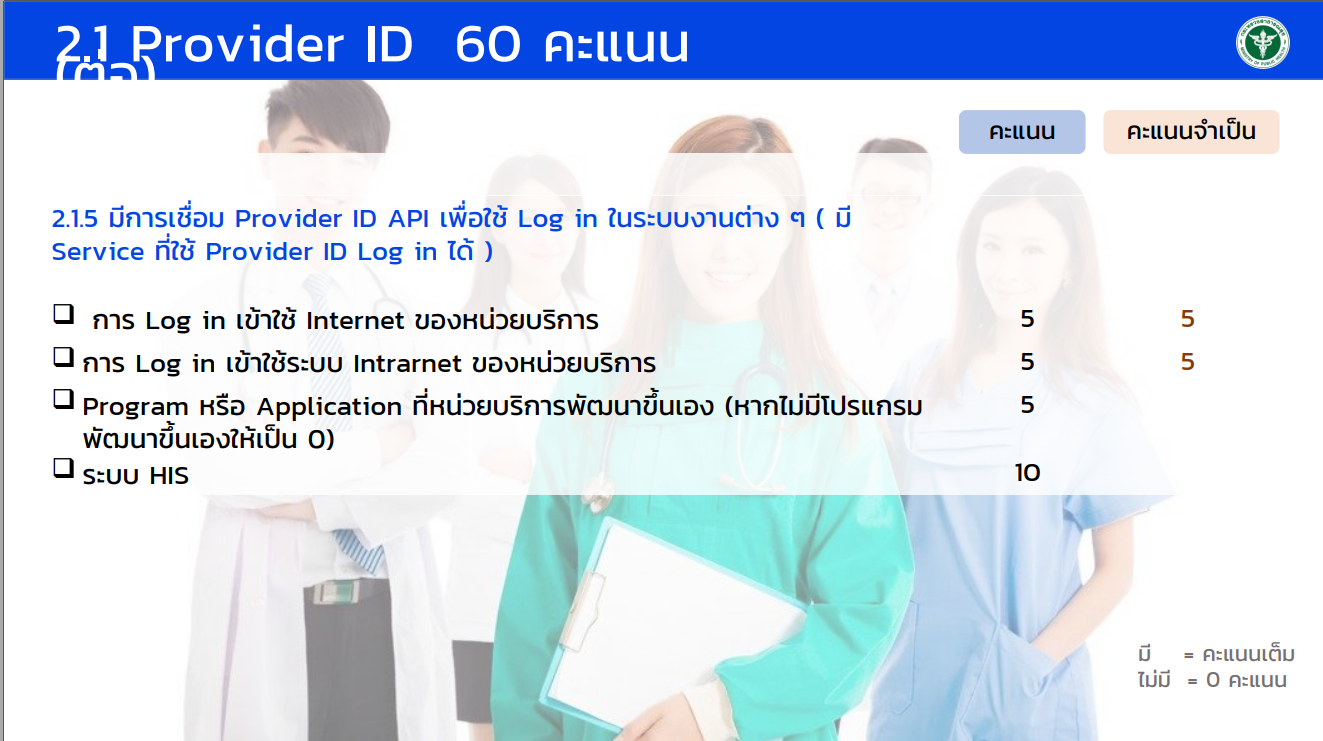 2.1 Provider ID 60 คะแนน
(ต่อ)
คะแนน คะแนนจำเป็น
2.1.5 มีการเชื่อม Provider ID API เพื่อใช้ Log in ในระบบงานต่าง ๆ ( มี
Service ที่ใช้ Provider ID Log in ได้ )
❑ การ Log in เข้าใช้ Internet ของหน่วยบริการ 5 5
❑ การ Log in เข้าใช้ระบบ Intrarnet ของหน่วยบริการ 5 5
❑ Program หรือ Application ที่หน่วยบริการพัฒนาขึ้นเอง (หากไม่มีโปรแกรม 5
พัฒนาขึ้นเองให้เป็น 0)
❑ ระบบ HIS 10
มี = คะแนนเต็ม
ไม่มี = 0 คะแนน